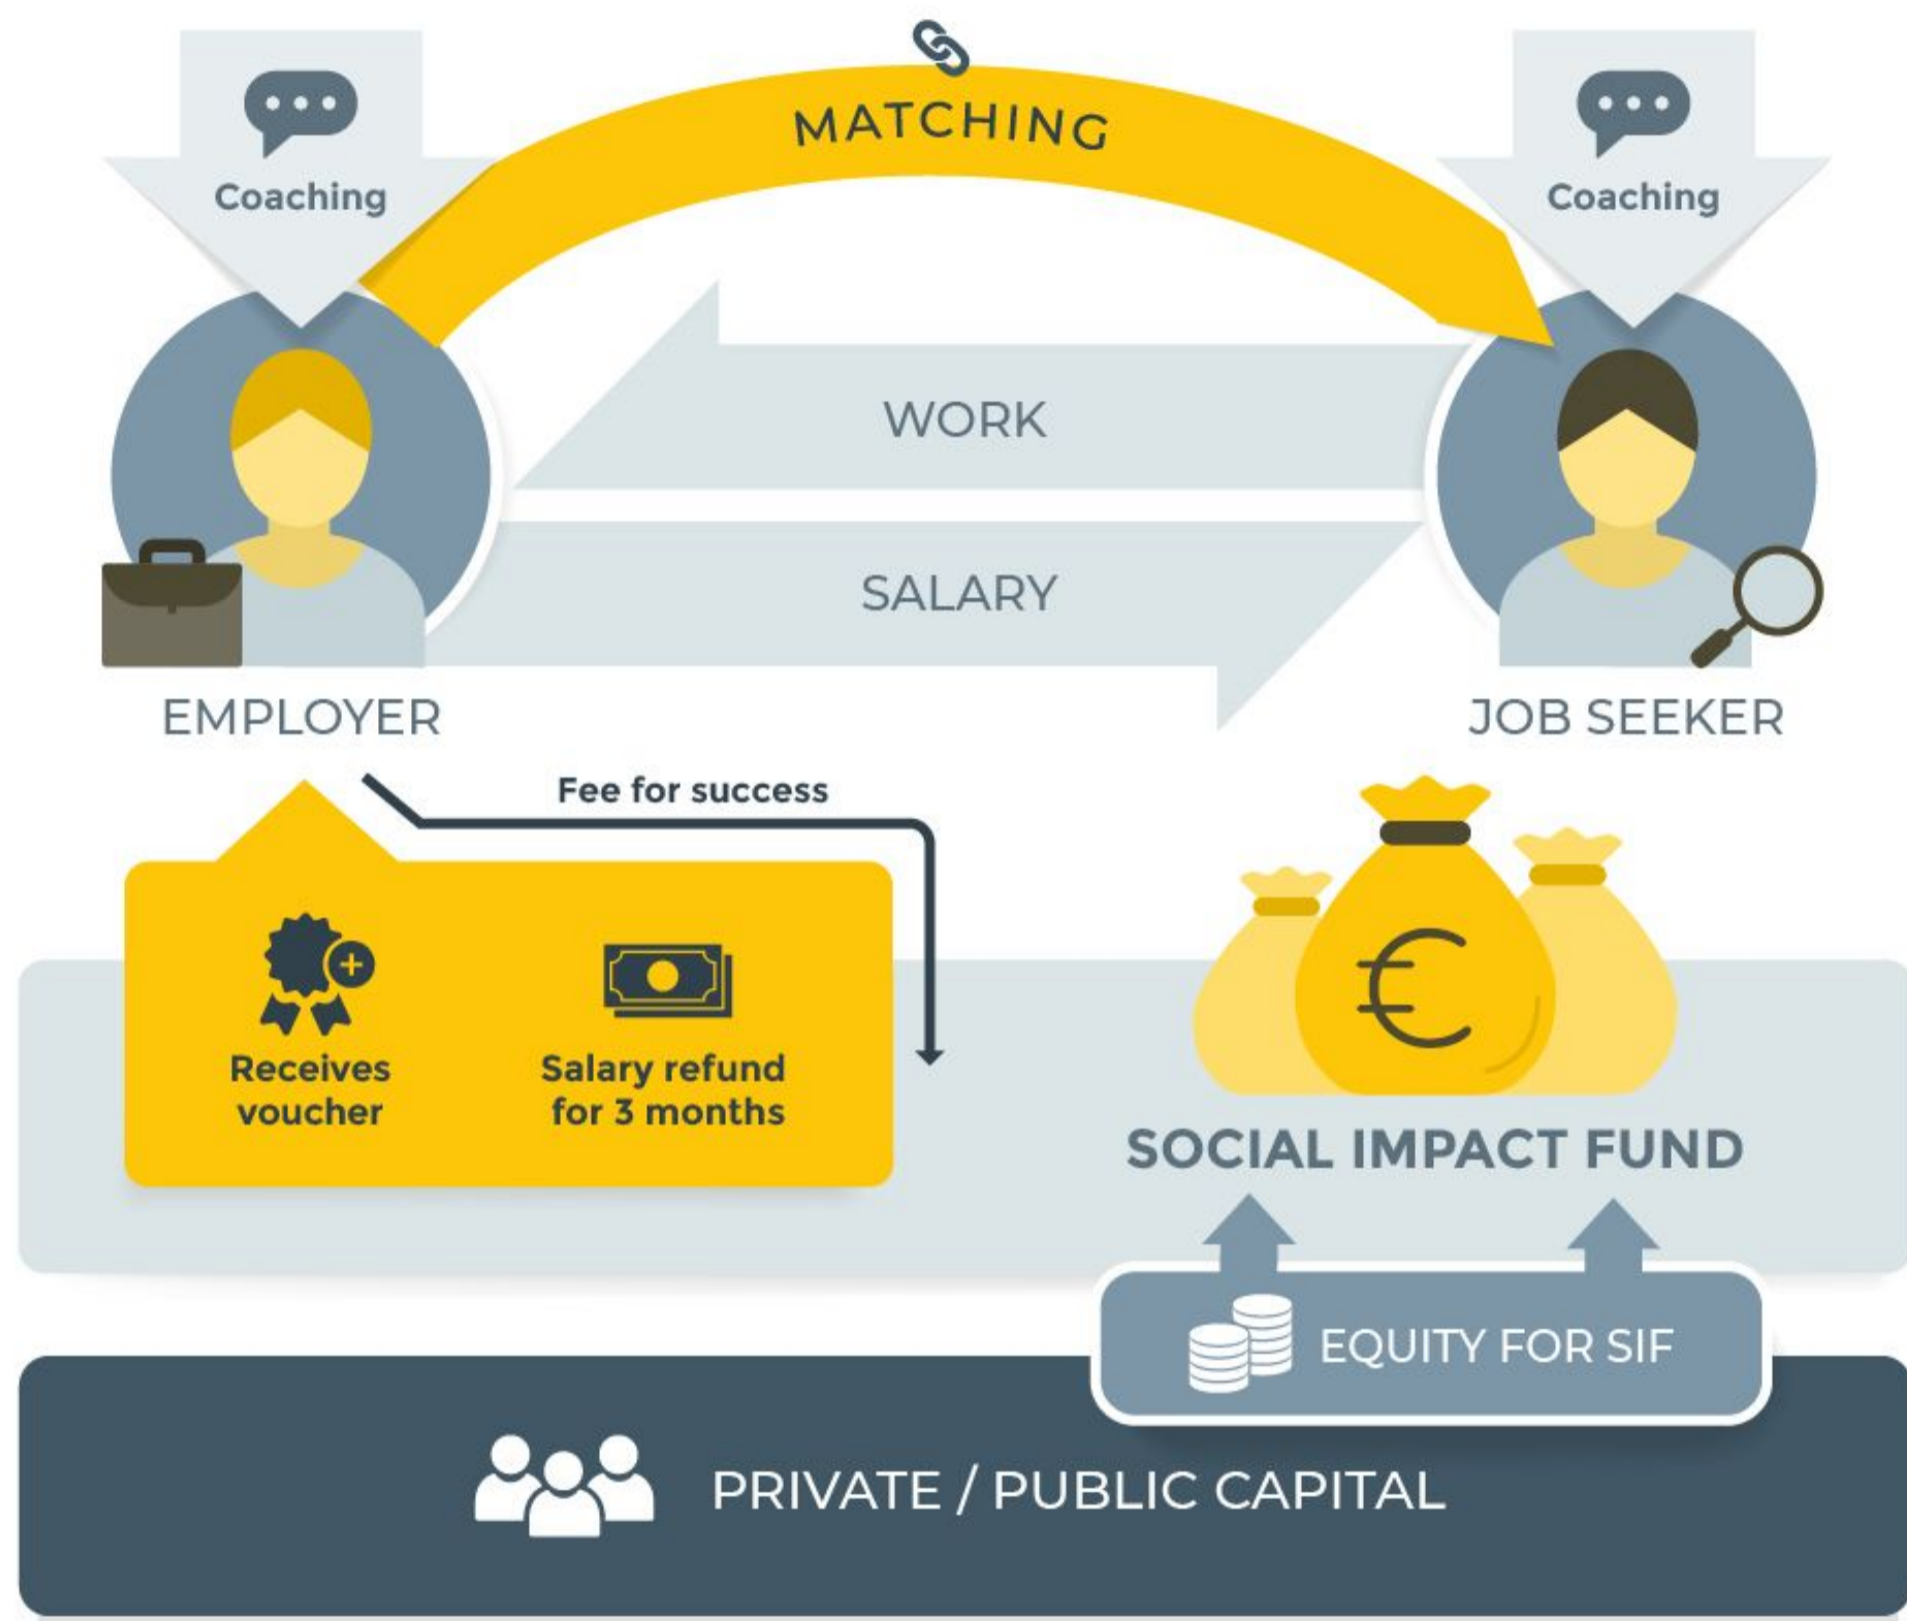 MATCHING
Coaching
Coaching
WORK
SALARY
EMPLOYER
JOB SEEKER
Fee for success
Receives
voucher
Salary refund
for 3 months
€
SOCIAL IMPACT FUND
EQUITY FOR SIF
PRIVATE / PUBLIC CAPITAL